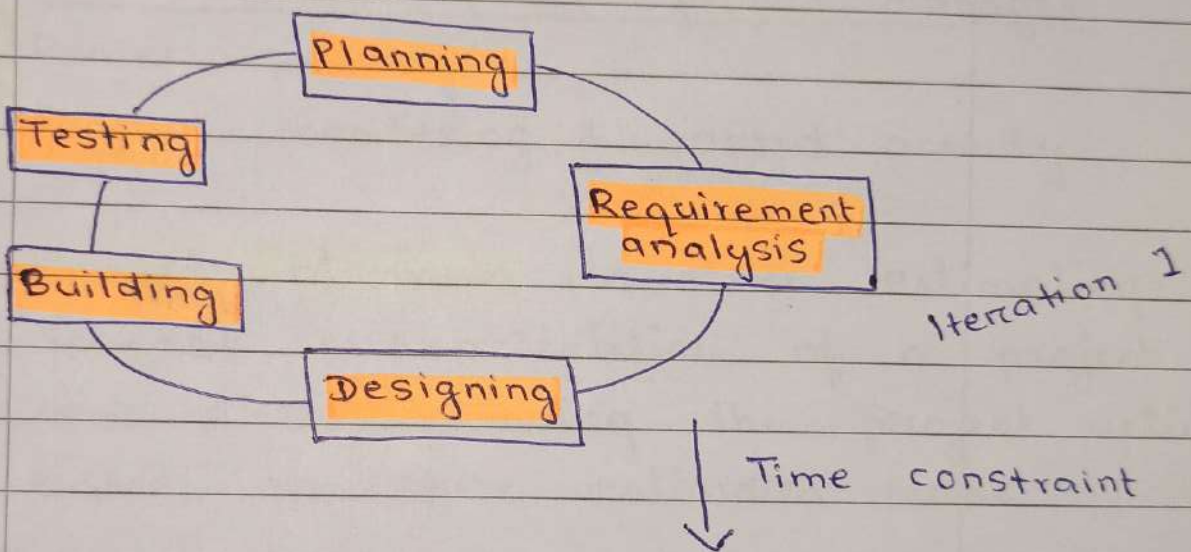 Planning
Testing
Requirement
analysis
Building
Iteration 1
Designing
Time constraint